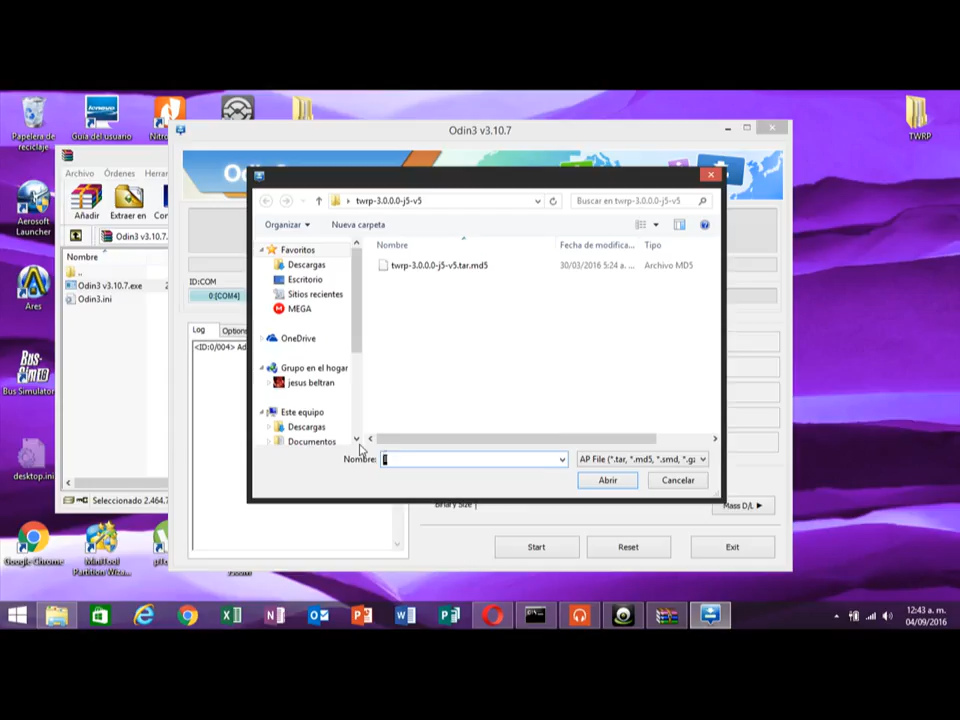 Papelera de
reciclaje
Guía del usuario
Nitro
TWRP
Aerosoft
Launcher
Ares
Bus-Sim
Bus Simulator
desktop.ini
Google Chrome
MiniTool
Partition Wiza...
Archivo
Órdenes
Herrar
Añadir
Extraer en
Odin3 v3.10.7.
Nombre
..
Odin3 v3.10.7.exe
Odin3.ini
Seleccionado 2.464.7
Odin3 v3.10.7
ID:COM
0:[COM4]
Log
Options
<ID:0/004> Ad
Binary Size
Mass D/L ▶
Start
Reset
Exit
twrp-3.0.0.0-j5-v5
Buscar en twrp-3.0.0.0-j5-v5
Organizar
Nueva carpeta
Favoritos
Descargas
Escritorio
Sitios recientes
MEGA
OneDrive
Grupo en el hogar
jesus beltran
Este equipo
Descargas
Documentos
Nombre
Fecha de modifica...
Tipo
twrp-3.0.0.0-j5-v5.tar.md5
30/03/2016 5:24 a. ...
Archivo MD5
Nombre:
AP File (*.tar, *.md5, *.smd, *.gz
Abrir
Cancelar
12:43 a. m.
04/09/2016